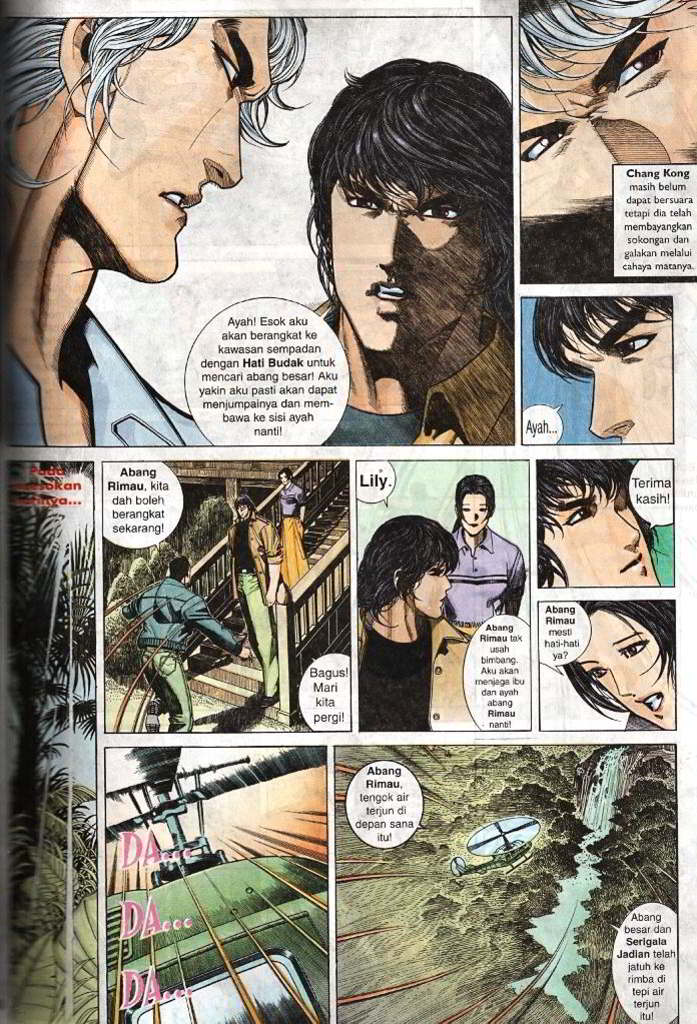 Ayah! Esok aku
akan berangkat ke
kawasan sempadan
dengan Hati Budak untuk
mencari abang besar! Aku
yakin aku pasti akan dapat
menjumpainya dan mem-
bawa ke sisi ayah
nanti!
Chang Kong
masih belum
dapat bersuara
tetapi dia telah
membayangkan
sokongan dan
galakan melalui
cahaya matanya.
Ayah...
Pada
Abang
Rimau, kita
dah boleh
berangkat
sekarang!
Bagus!
Mari
kita
pergi!
Lily.
Abang
Rimau tak
usah
bimbang.
Aku akan
menjaga ibu
dan ayah
abang
Rimau
nanti!
Terima
kasih!
Abang
Rimau
mesti
hati-hati
ya?
DA...
DA...
DA...
Abang
Rimau,
tengok air
terjun di
depan sana
itu!
Abang
besar dan
Serigala
Jadian telah
jatuh ke
rimba di
tepi air
terjun
itu!